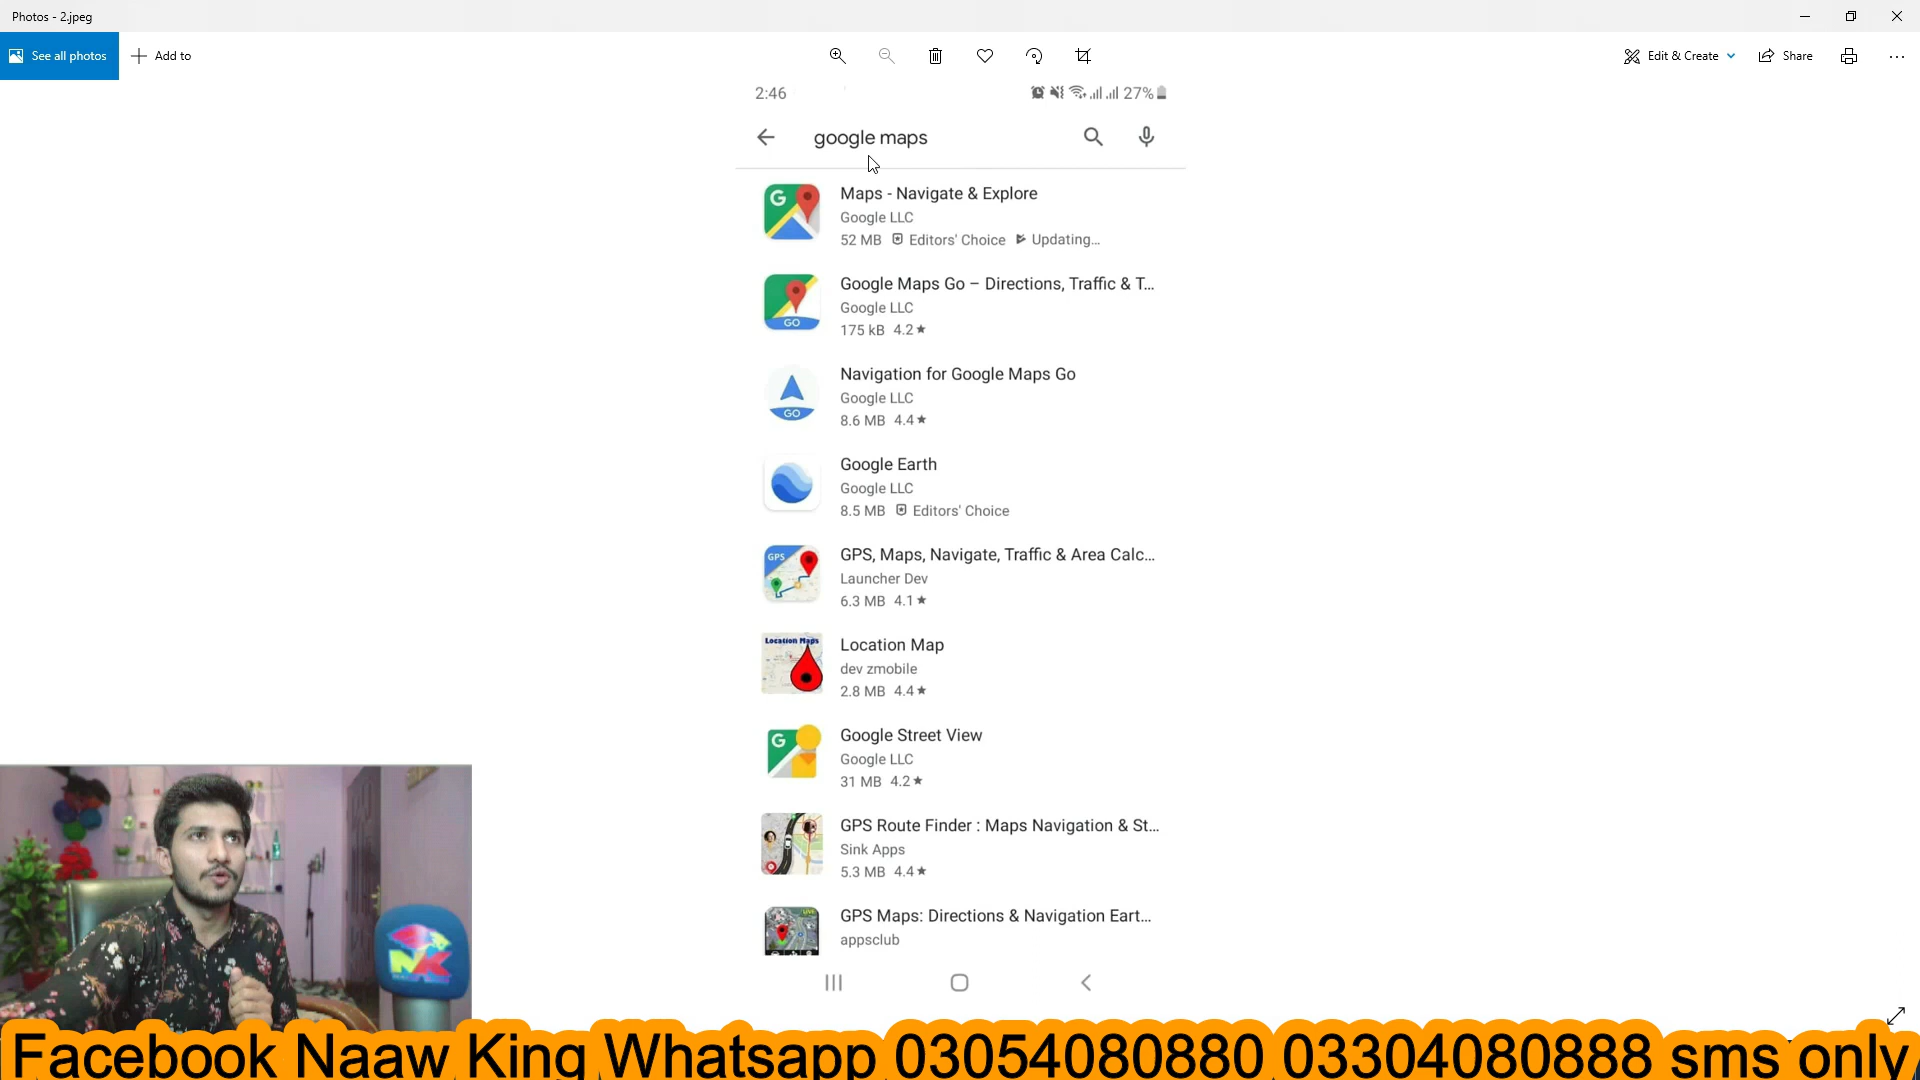 Photos - 2.jpeg
See all photos
Add to
Edit & Create
Share
2:46
27%
google maps
G
Maps - Navigate & Explore
Google LLC
52 MB Editors' Choice Updating...
Google Maps Go – Directions, Traffic & T...
Google LLC
GO
175 kB 4.2★
Navigation for Google Maps Go
Google LLC
GO
8.6 MB 4.4★
Google Earth
Google LLC
8.5 MB Editors' Choice
GPS
GPS, Maps, Navigate, Traffic & Area Calc...
Launcher Dev
6.3 MB 4.1★
Location Maps
Location Map
dev zmobile
2.8 MB 4.4★
G
Google Street View
Google LLC
31 MB 4.2★
GPS Route Finder : Maps Navigation & St...
Sink Apps
5.3 MB 4.4★
GPS Maps: Directions & Navigation Eart...
appsclub
NK
Facebook Naaw King Whatsapp 03054080880 03304080888 sms only